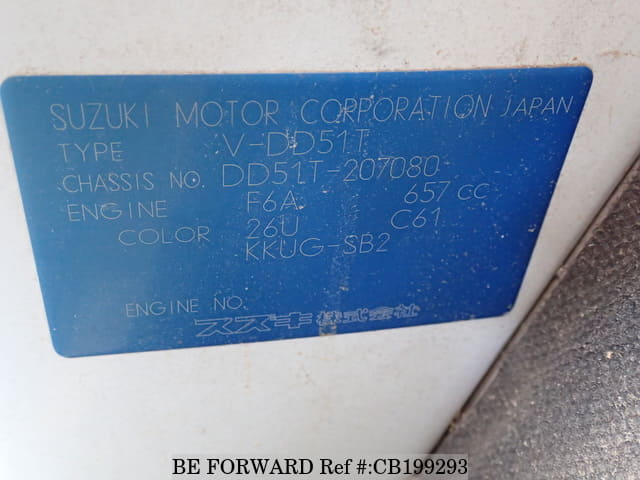 SUZUKI MOTOR CORPORATION JAPAN
TYPE V-DD51T
CHASSIS NO. DD51T-207080
ENGINE F6A 657 CC
COLOR 26U C61
KKUG-SB2
ENGINE NO.
スズキ株式会社
BE FORWARD Ref #:CB199293